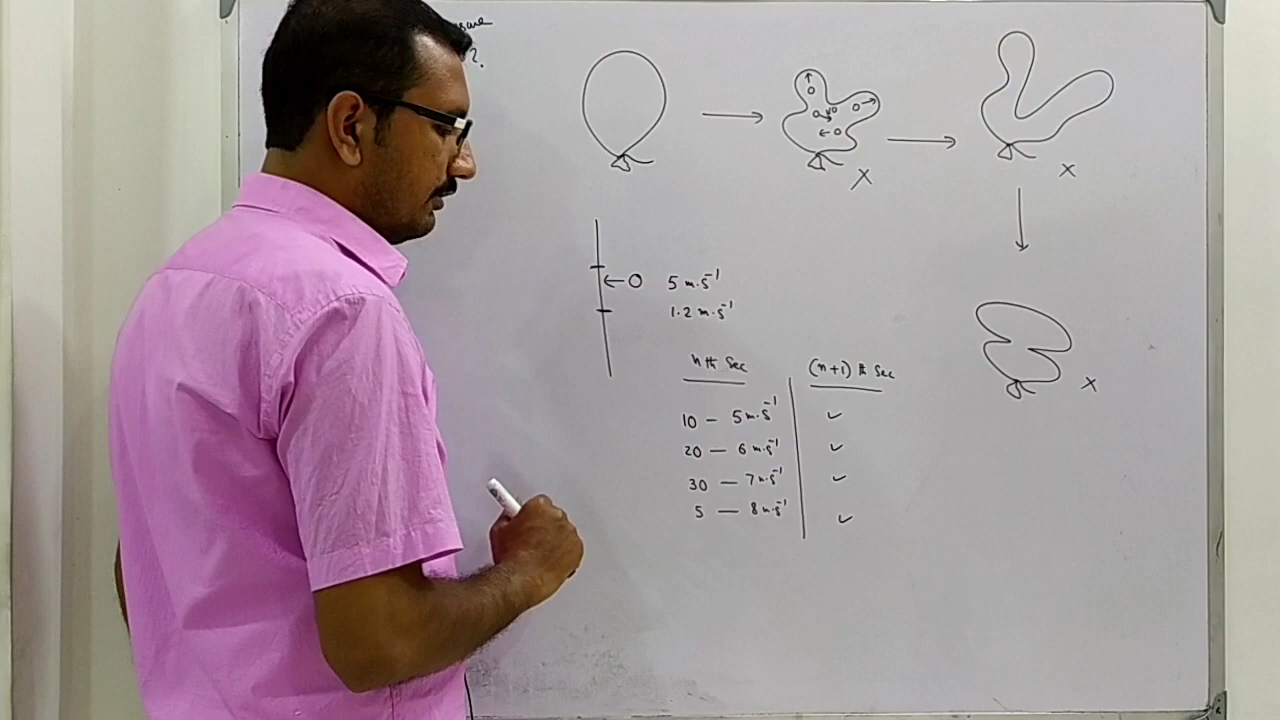 ?
x
x
5 m.s⁻¹
1.2 m.s⁻¹
x
nth Sec (n+1)th Sec
10 — 5 m.s⁻¹ ✓
20 — 6 m.s⁻¹ ✓
30 — 7 m.s⁻¹ ✓
5 — 8 m.s⁻¹ ✓